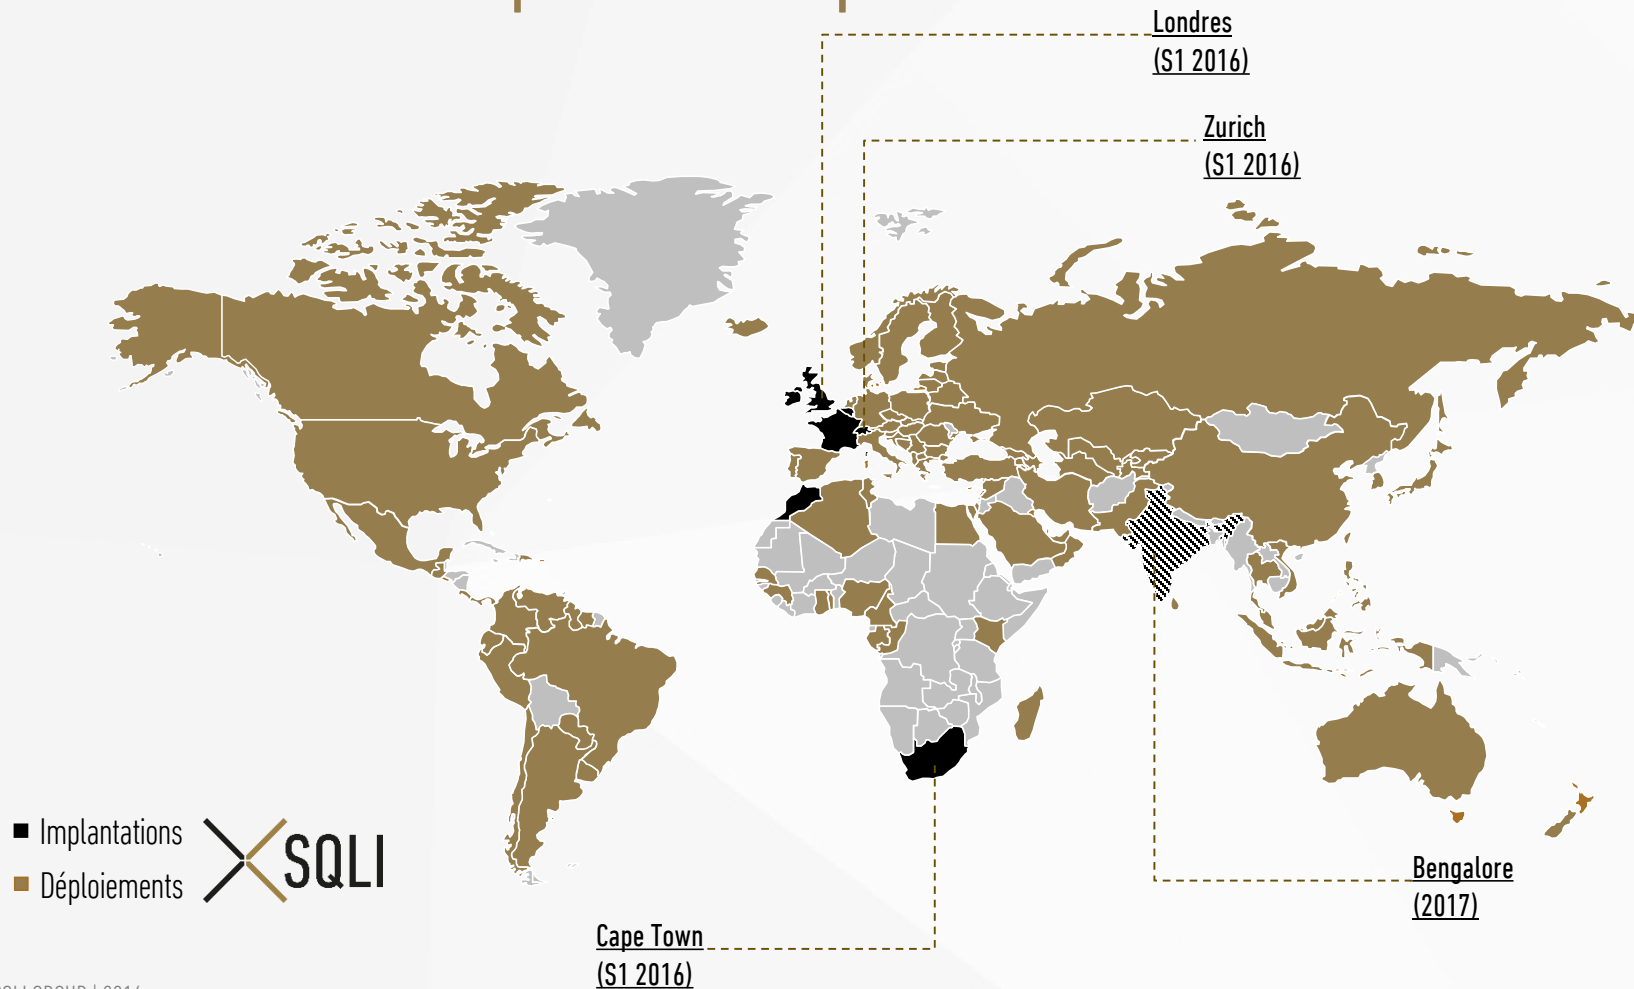 Londres
(S1 2016)
Zurich
(S1 2016)
Implantations
SQLI
Déploiements
Bengalore
(2017)
Cape Town
(S1 2016)